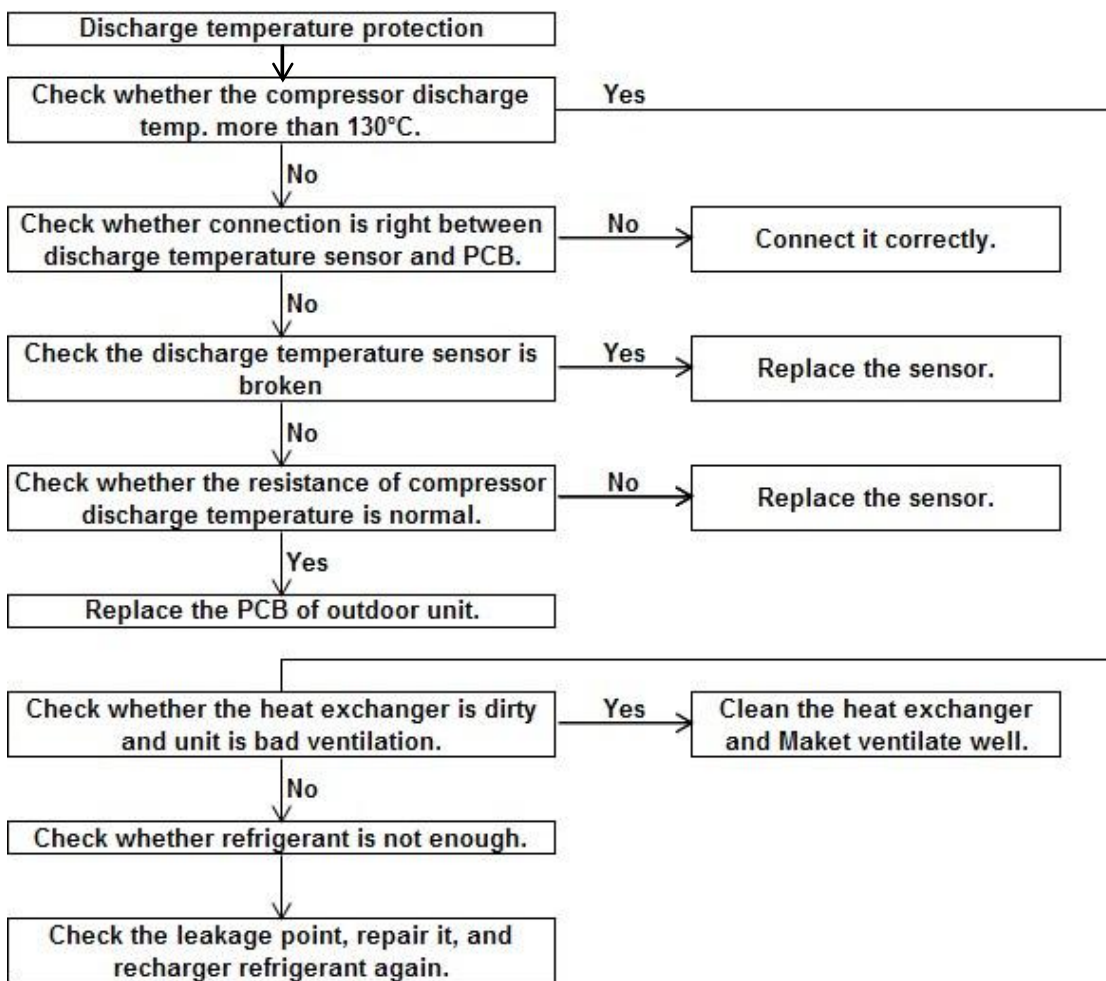 Discharge temperature protection
Check whether the compressor discharge
temp. more than 130°C.
Yes
No
Check whether connection is right between
discharge temperature sensor and PCB.
No
Connect it correctly.
No
Check the discharge temperature sensor is
broken
Yes
Replace the sensor.
No
Check whether the resistance of compressor
discharge temperature is normal.
No
Replace the sensor.
Yes
Replace the PCB of outdoor unit.
Check whether the heat exchanger is dirty
and unit is bad ventilation.
Yes
Clean the heat exchanger
and Maket ventilate well.
No
Check whether refrigerant is not enough.
Check the leakage point, repair it, and
recharger refrigerant again.